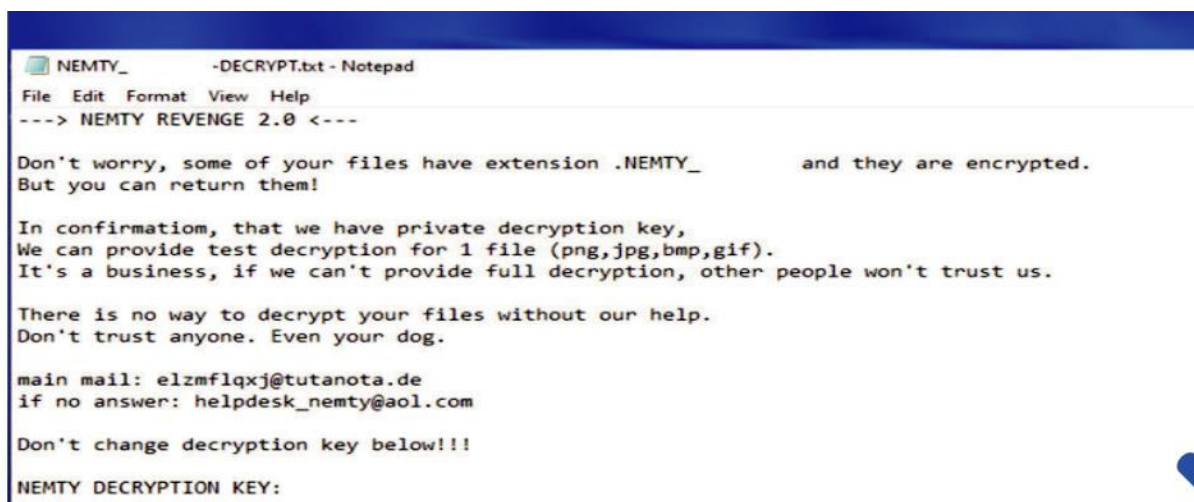 NEMTY_ -DECRYPT.txt - Notepad
File Edit Format View Help
---> NEMTY REVENGE 2.0 <---
Don't worry, some of your files have extension .NEMTY_ and they are encrypted.
But you can return them!
In confirmatiom, that we have private decryption key,
We can provide test decryption for 1 file (png,jpg,bmp,gif).
It's a business, if we can't provide full decryption, other people won't trust us.
There is no way to decrypt your files without our help.
Don't trust anyone. Even your dog.
main mail: elzmflqxj@tutanota.de
if no answer: helpdesk_nemty@aol.com
Don't change decryption key below!!!
NEMTY DECRYPTION KEY: